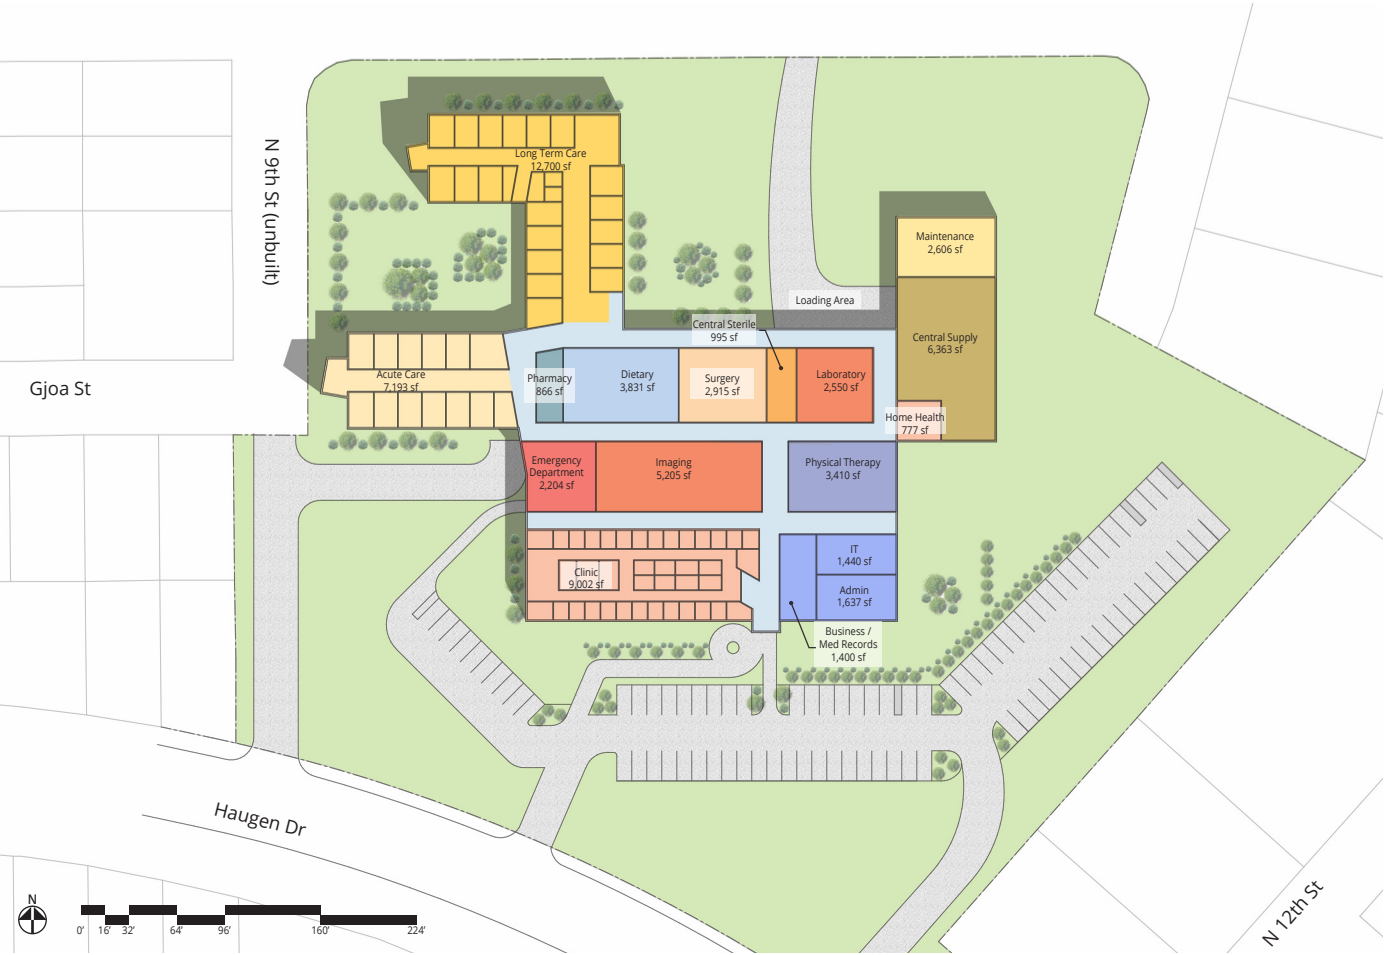 N 9th St (unbuilt)
Long Term Care
12,700 sf
Maintenance
2,606 sf
Loading Area
Central Sterile
995 sf
Central Supply
6,363 sf
Gjoa St
Acute Care
7,193 sf
Pharmacy
866 sf
Dietary
3,831 sf
Surgery
2,915 sf
Laboratory
2,550 sf
Home Health
777 sf
Emergency
Department
2,204 sf
Imaging
5,205 sf
Physical Therapy
3,410 sf
IT
1,440 sf
Clinic
9,002 sf
Admin
1,637 sf
Business /
Med Records
1,400 sf
Haugen Dr
N 12th St
N
0' 16' 32' 64' 96' 160' 224'